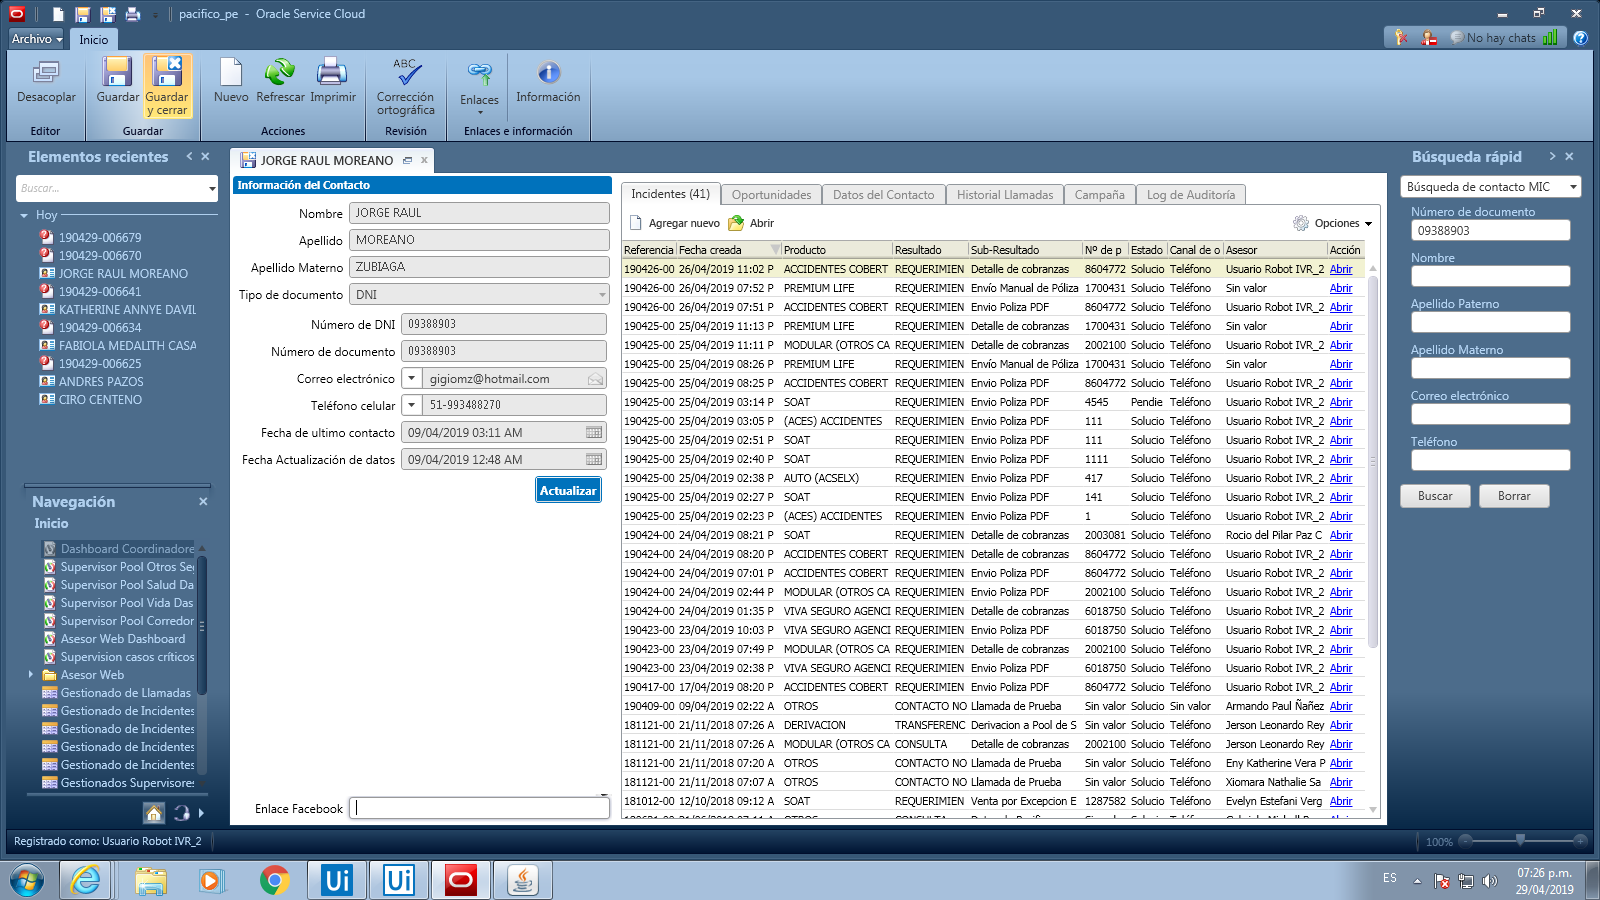 pacifico_pe - Oracle Service Cloud
Archivo
Inicio
No hay chats
Desacoplar
Guardar
Guardar y cerrar
Nuevo
Refrescar
Imprimir
ABC
Corrección ortográfica
Enlaces
Información
Editor
Guardar
Acciones
Revisión
Enlaces e información
Elementos recientes
Buscar...
Hoy
190429-006679
190429-006670
JORGE RAUL MOREANO
190429-006641
KATHERINE ANNYE DAVIL
190429-006634
FABIOLA MEDALITH CASA
190429-006625
ANDRES PAZOS
CIRO CENTENO
Navegación
Inicio
Dashboard Coordinadore
Supervisor Pool Otros Se
Supervisor Pool Salud Da
Supervisor Pool Vida Das
Supervisor Pool Corredor
Asesor Web Dashboard
Supervision casos críticos
Asesor Web
Gestionado de Llamadas
Gestionado de Incidentes
Gestionado de Incidentes
Gestionado de Incidentes
Gestionado de Incidentes
Gestionados Supervisores
JORGE RAUL MOREANO
Información del Contacto
Nombre JORGE RAUL
Apellido MOREANO
Apellido Materno ZUBIAGA
Tipo de documento DNI
Número de DNI 09388903
Número de documento 09388903
Correo electrónico gigiomz@hotmail.com
Teléfono celular 51-993488270
Fecha de ultimo contacto 09/04/2019 03:11 AM
Fecha Actualización de datos 09/04/2019 12:48 AM
Actualizar
Enlace Facebook
Incidentes (41) Oportunidades Datos del Contacto Historial Llamadas Campaña Log de Auditoría
Agregar nuevo Abrir Opciones
Referencia Fecha creada Producto Resultado Sub-Resultado Nº de p Estado Canal de o Asesor Acción
190426-00 26/04/2019 11:02 P ACCIDENTES COBERT REQUERIMIEN Detalle de cobranzas 8604772 Solucio Teléfono Usuario Robot IVR_2 Abrir
190426-00 26/04/2019 07:52 P PREMIUM LIFE REQUERIMIEN Envío Manual de Póliza 1700431 Solucio Teléfono Sin valor Abrir
190426-00 26/04/2019 07:51 P ACCIDENTES COBERT REQUERIMIEN Envio Poliza PDF 8604772 Solucio Teléfono Usuario Robot IVR_2 Abrir
190425-00 25/04/2019 11:13 P PREMIUM LIFE REQUERIMIEN Detalle de cobranzas 1700431 Solucio Teléfono Sin valor Abrir
190425-00 25/04/2019 11:11 P MODULAR (OTROS CA REQUERIMIEN Detalle de cobranzas 2002100 Solucio Teléfono Usuario Robot IVR_2 Abrir
190425-00 25/04/2019 08:26 P PREMIUM LIFE REQUERIMIEN Envío Manual de Póliza 1700431 Solucio Teléfono Sin valor Abrir
190425-00 25/04/2019 08:25 P ACCIDENTES COBERT REQUERIMIEN Envio Poliza PDF 8604772 Solucio Teléfono Usuario Robot IVR_2 Abrir
190425-00 25/04/2019 03:14 P SOAT REQUERIMIEN Envio Poliza PDF 4545 Pendie Teléfono Usuario Robot IVR_2 Abrir
190425-00 25/04/2019 03:05 P (ACES) ACCIDENTES REQUERIMIEN Envio Poliza PDF 111 Solucio Teléfono Usuario Robot IVR_2 Abrir
190425-00 25/04/2019 02:51 P SOAT REQUERIMIEN Envio Poliza PDF 111 Solucio Teléfono Usuario Robot IVR_2 Abrir
190425-00 25/04/2019 02:40 P SOAT REQUERIMIEN Envio Poliza PDF 1111 Solucio Teléfono Usuario Robot IVR_2 Abrir
190425-00 25/04/2019 02:38 P AUTO (ACSELX) REQUERIMIEN Envio Poliza PDF 417 Solucio Teléfono Usuario Robot IVR_2 Abrir
190425-00 25/04/2019 02:27 P SOAT REQUERIMIEN Envio Poliza PDF 141 Solucio Teléfono Usuario Robot IVR_2 Abrir
190425-00 25/04/2019 02:23 P (ACES) ACCIDENTES REQUERIMIEN Envio Poliza PDF 1 Solucio Teléfono Usuario Robot IVR_2 Abrir
190424-00 24/04/2019 08:21 P SOAT REQUERIMIEN Detalle de cobranzas 2003081 Solucio Teléfono Rocio del Pilar Paz C Abrir
190424-00 24/04/2019 08:20 P ACCIDENTES COBERT REQUERIMIEN Envio Poliza PDF 8604772 Solucio Teléfono Usuario Robot IVR_2 Abrir
190424-00 24/04/2019 07:01 P ACCIDENTES COBERT REQUERIMIEN Envio Poliza PDF 8604772 Solucio Teléfono Usuario Robot IVR_2 Abrir
190424-00 24/04/2019 02:44 P MODULAR (OTROS CA REQUERIMIEN Envio Poliza PDF 2002100 Solucio Teléfono Usuario Robot IVR_2 Abrir
190424-00 24/04/2019 01:35 P VIVA SEGURO AGENCI REQUERIMIEN Detalle de cobranzas 6018750 Solucio Teléfono Usuario Robot IVR_2 Abrir
190423-00 23/04/2019 10:03 P VIVA SEGURO AGENCI REQUERIMIEN Envio Poliza PDF 6018750 Solucio Teléfono Usuario Robot IVR_2 Abrir
190423-00 23/04/2019 07:49 P MODULAR (OTROS CA REQUERIMIEN Detalle de cobranzas 2002100 Solucio Teléfono Usuario Robot IVR_2 Abrir
190423-00 23/04/2019 02:38 P VIVA SEGURO AGENCI REQUERIMIEN Envio Poliza PDF 6018750 Solucio Teléfono Usuario Robot IVR_2 Abrir
190417-00 17/04/2019 08:20 P ACCIDENTES COBERT REQUERIMIEN Envio Poliza PDF 8604772 Solucio Teléfono Usuario Robot IVR_2 Abrir
190409-00 09/04/2019 02:22 A OTROS CONTACTO NO Llamada de Prueba Sin valor Solucio Sin valor Armando Paul Ñañez Abrir
181121-00 21/11/2018 07:26 A DERIVACION TRANSFERENC Derivacion a Pool de S Sin valor Solucio Teléfono Jerson Leonardo Rey Abrir
181121-00 21/11/2018 07:26 A MODULAR (OTROS CA CONSULTA Detalle de cobranzas 2002100 Solucio Teléfono Jerson Leonardo Rey Abrir
181121-00 21/11/2018 07:20 A OTROS CONTACTO NO Llamada de Prueba Sin valor Solucio Teléfono Eny Katherine Vera P Abrir
181121-00 21/11/2018 07:07 A OTROS CONTACTO NO Llamada de Prueba Sin valor Solucio Teléfono Xiomara Nathalie Sa Abrir
181012-00 12/10/2018 09:12 A SOAT REQUERIMIEN Venta por Excepcion E 1287582 Solucio Teléfono Evelyn Estefani Verg Abrir
Búsqueda rápid
Búsqueda de contacto MIC
Número de documento
09388903
Nombre
Apellido Paterno
Apellido Materno
Correo electrónico
Teléfono
Buscar Borrar
Registrado como: Usuario Robot IVR_2
100%
Ui
Ui
ES
07:26 p.m.
29/04/2019